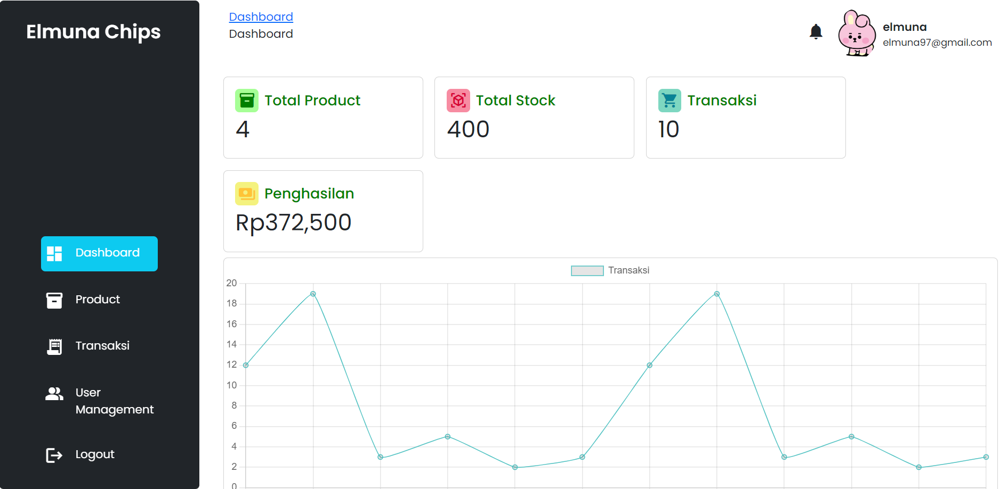 Elmuna Chips
Dashboard
Product
Transaksi
User
Management
Logout
Dashboard
Dashboard
elmuna
elmuna97@gmail.com
Total Product
4
Total Stock
400
Transaksi
10
Penghasilan
Rp372,500
Transaksi
20
18
16
14
12
10
8
6
4
2
0